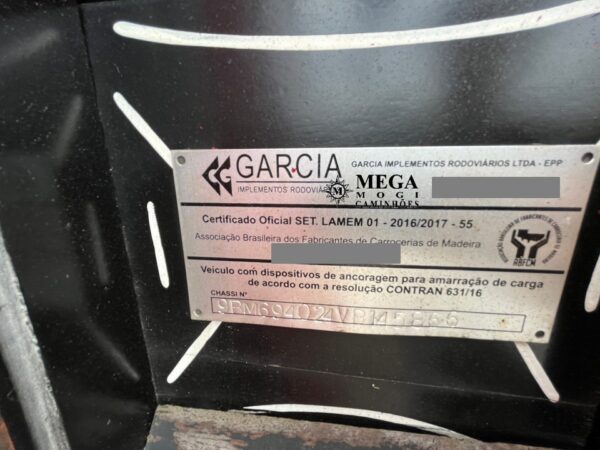 GARCIA
IMPLEMENTOS RODOVIÁRIOS
GARCIA IMPLEMENTOS RODOVIÁRIOS LTDA - EPP
MEGA
MOGI
CAMINHÕES
Certificado Oficial SET. LAMEM 01 - 2016/2017 - 55
Associação Brasileira dos Fabricantes de Carrocerias de Madeira
Veiculo com dispositivos de ancoragem para amarração de carga
de acordo com a resolução CONTRAN 631/16
CHASSI Nº